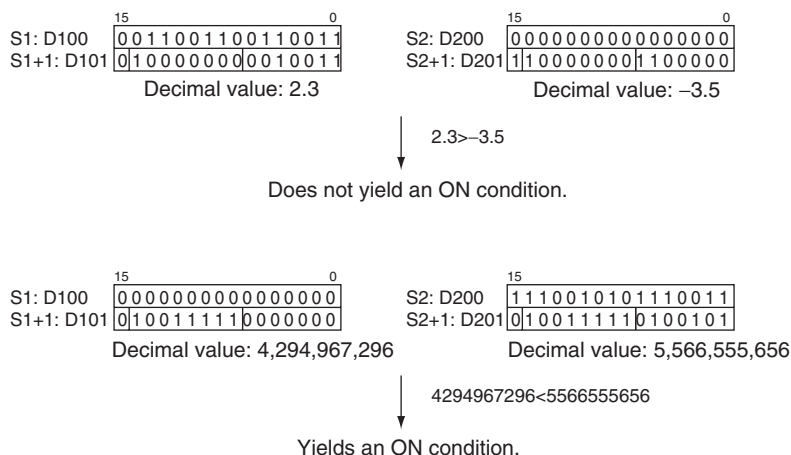 15 0 15 0
S1: D100 0011001100110011 S2: D200 0000000000000000
S1+1: D101 0100000000010011 S2+1: D201 1100000001100000
Decimal value: 2.3 Decimal value: −3.5
2.3>−3.5
Does not yield an ON condition.
15 0 15
S1: D100 0000000000000000 S2: D200 1110010101110011
S1+1: D101 0100111110000000 S2+1: D201 0100111110100101
Decimal value: 4,294,967,296 Decimal value: 5,566,555,656
4294967296<5566555656
Yields an ON condition.